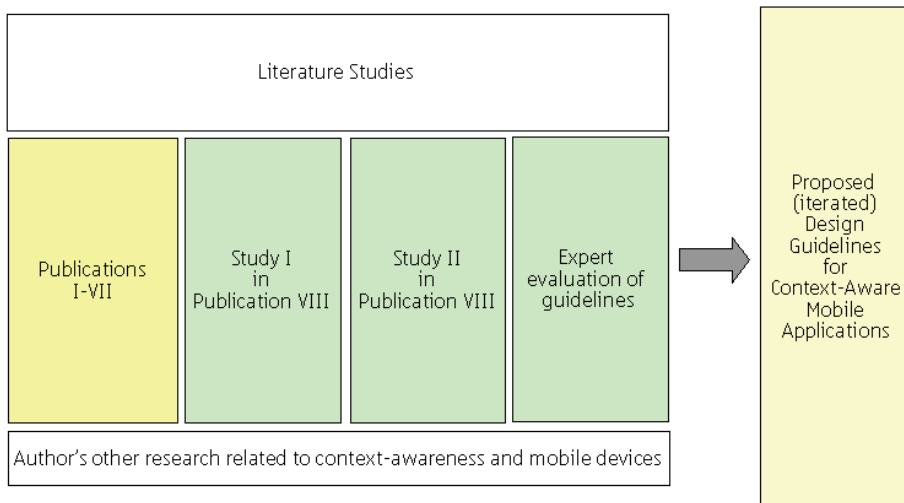 Literature Studies
Publications
I-VII
Study I
in
Publication VIII
Study II
in
Publication VIII
Expert
evaluation of
guidelines
Author's other research related to context-awareness and mobile devices
Proposed
(iterated)
Design
Guidelines
for
Context-Aware
Mobile
Applications